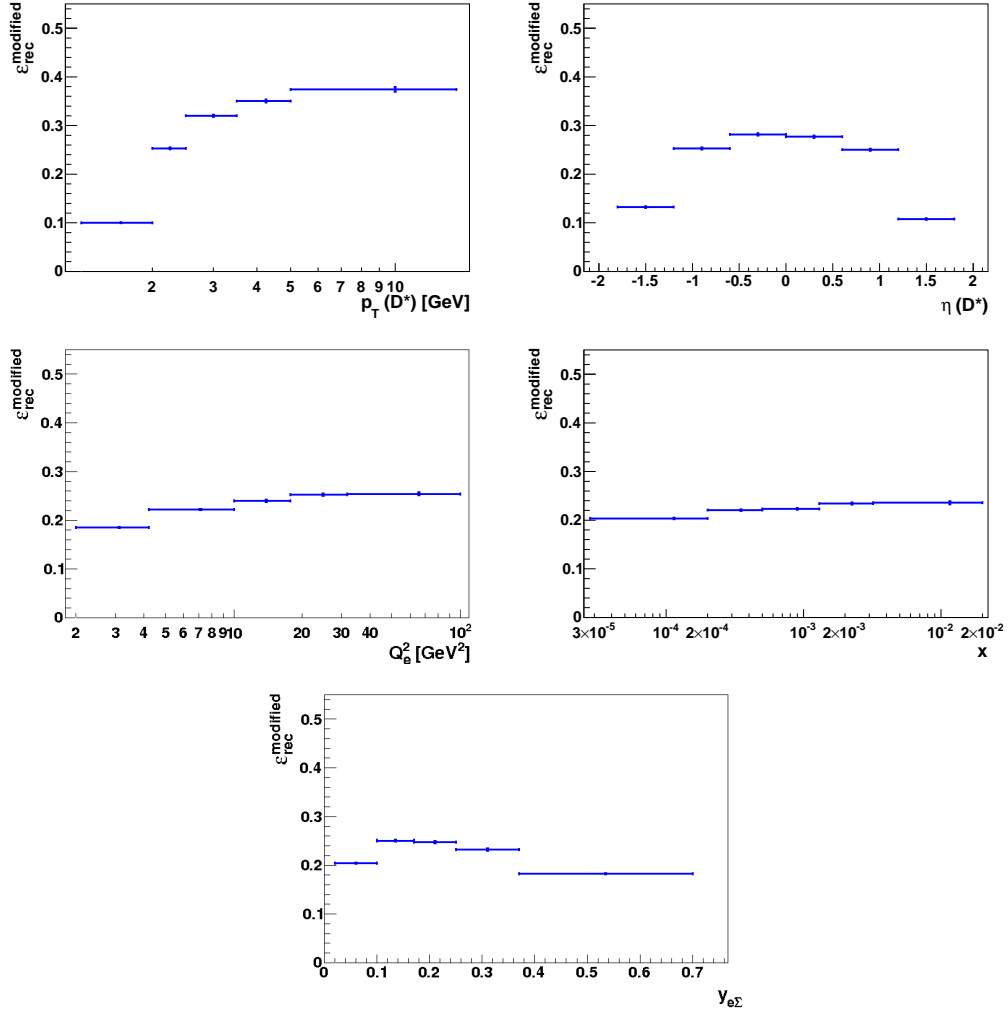 ε_rec^modified
0.5
0.4
0.3
0.2
0.1
0
2 3 4 5 6 7 8 9 10
p_T (D*) [GeV]
ε_rec^modified
0.5
0.4
0.3
0.2
0.1
0
-2 -1.5 -1 -0.5 0 0.5 1 1.5 2
η (D*)
ε_rec^modified
0.5
0.4
0.3
0.2
0.1
0
2 3 4 5 6 7 8 9 10 20 30 40 10²
Q²_e [GeV²]
ε_rec^modified
0.5
0.4
0.3
0.2
0.1
0
3×10⁻⁵ 10⁻⁴ 2×10⁻⁴ 10⁻³ 2×10⁻³ 10⁻² 2×10⁻²
x
ε_rec^modified
0.5
0.4
0.3
0.2
0.1
0
0 0.1 0.2 0.3 0.4 0.5 0.6 0.7
y_eΣ